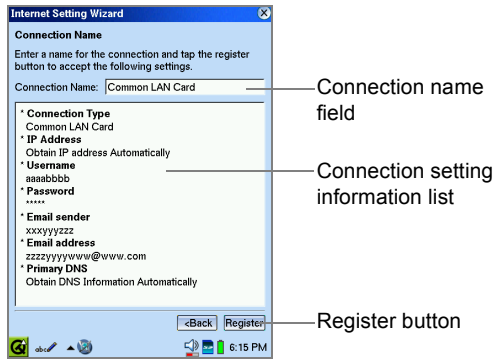 Internet Setting Wizard
Connection Name
Enter a name for the connection and tap the register
button to accept the following settings.
Connection Name: Common LAN Card
* Connection Type
Common LAN Card
* IP Address
Obtain IP address Automatically
* Username
aaaabbbb
* Password
*****
* Email sender
xxxyyyzzz
* Email address
zzzzyyyywww@www.com
* Primary DNS
Obtain DNS Information Automatically
<Back Register
abc 6:15 PM
Connection name
field
Connection setting
information list
Register button